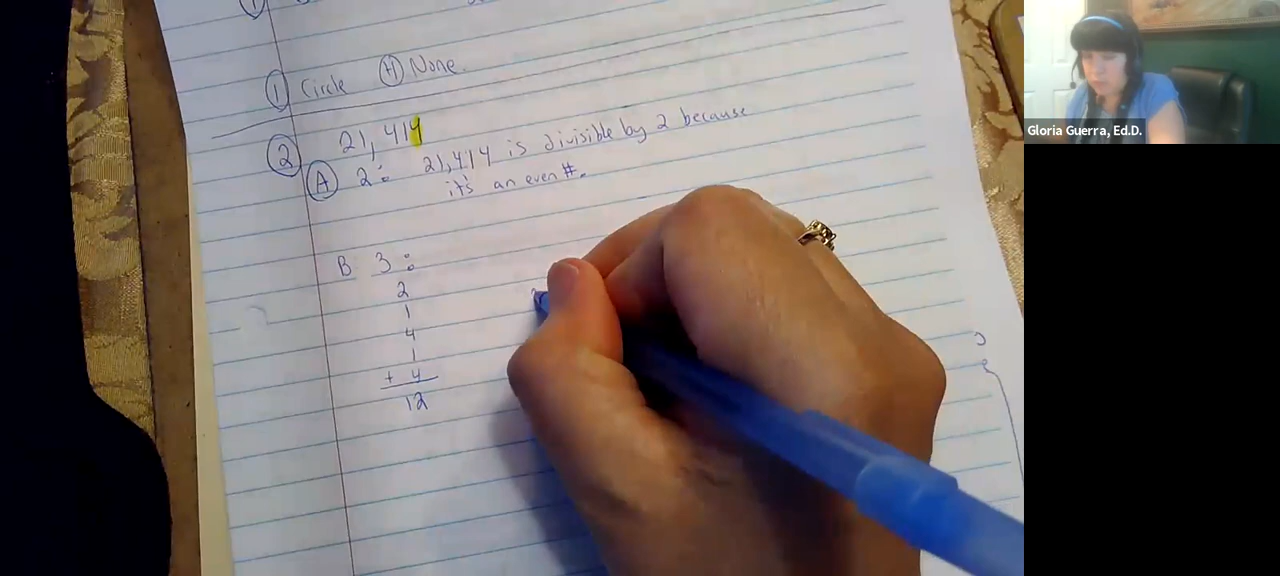 ① Circle Ⓗ None.
② 21,414
Ⓐ 2: 21,414 is divisible by 2 because
it's an even #.
B 3:
2
1
4
1
+ 4
12
Gloria Guerra, Ed.D.